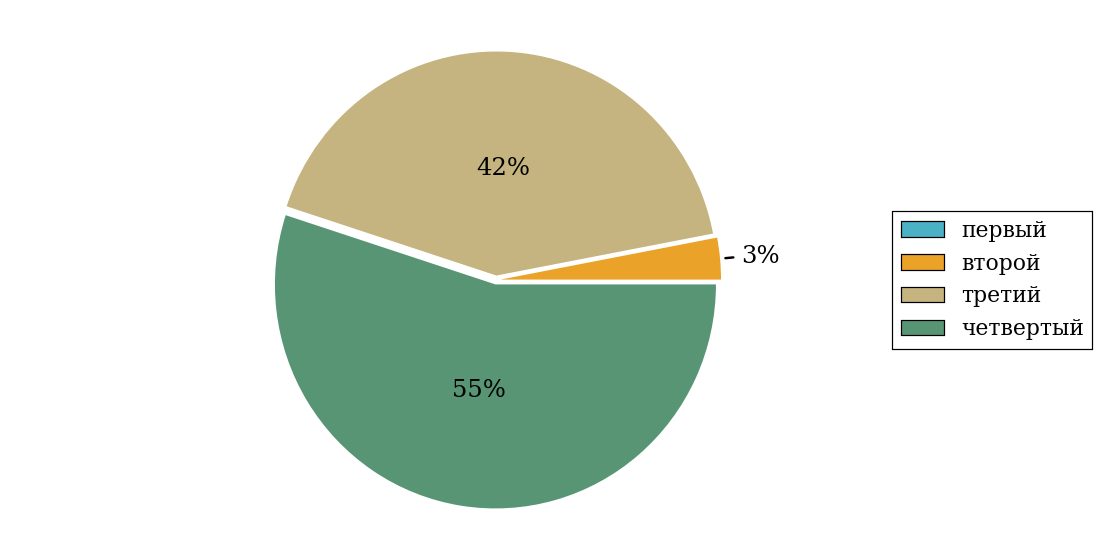 42%
3%
55%
первый
второй
третий
четвертый